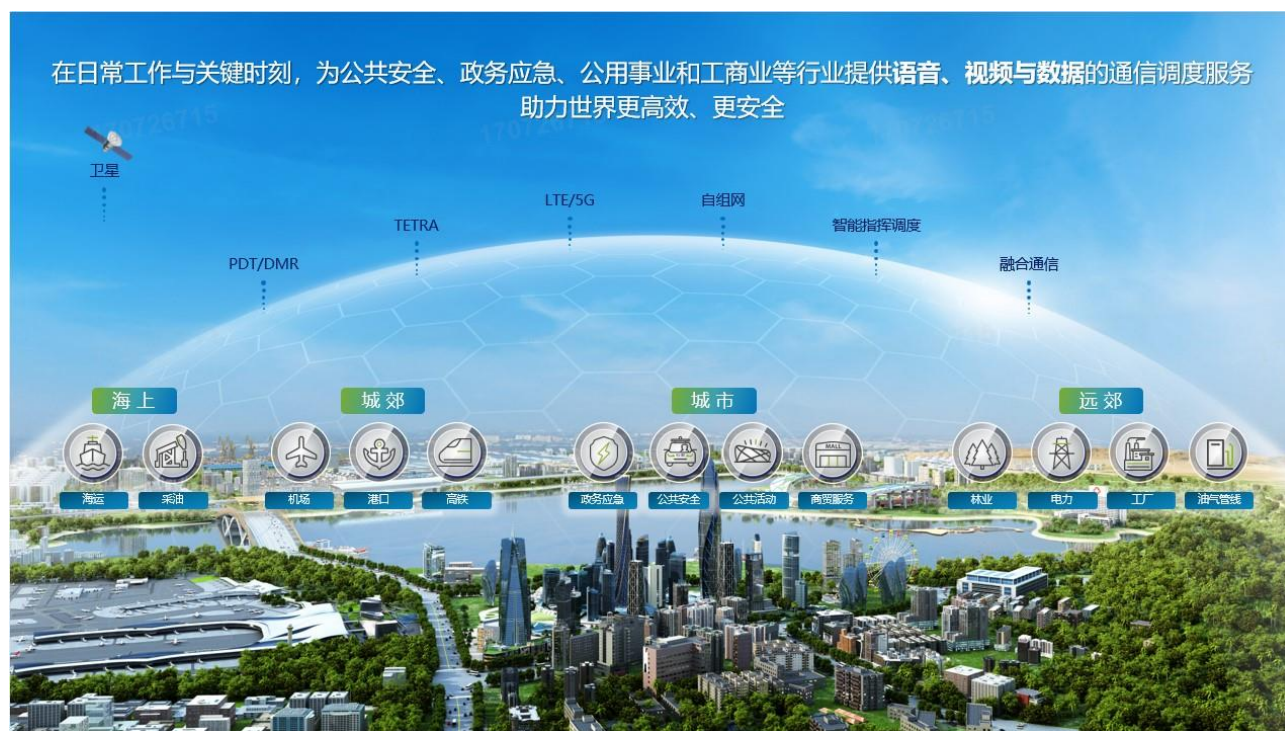 在日常工作与关键时刻，为公共安全、政务应急、公用事业和工商业等行业提供语音、视频与数据的通信调度服务
助力世界更高效、更安全
170726715
卫星
LTE/5G
自组网
TETRA
智能指挥调度
PDT/DMR
融合通信
海上
城郊
城市
远郊
MALL
海运
采油
机场
港口
高铁
政务应急
公共安全
公共活动
商贸服务
林业
电力
工厂
油气管线